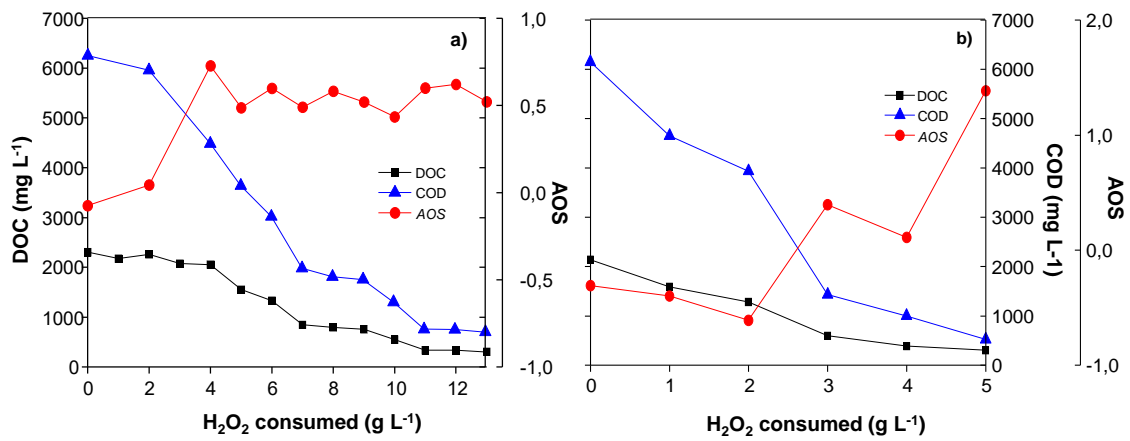 7000
6000
5000
4000
3000
2000
1000
0
DOC (mg L-1)
0 2 4 6 8 10 12
H2O2 consumed (g L-1)
a)
DOC
COD
AOS
1,0
0,5
0,0
-0,5
-1,0
AOS
b)
DOC
COD
AOS
0 1 2 3 4 5
H2O2 consumed (g L-1)
7000
6000
5000
4000
3000
2000
1000
0
COD (mg L-1)
2,0
1,0
0,0
-1,0
AOS